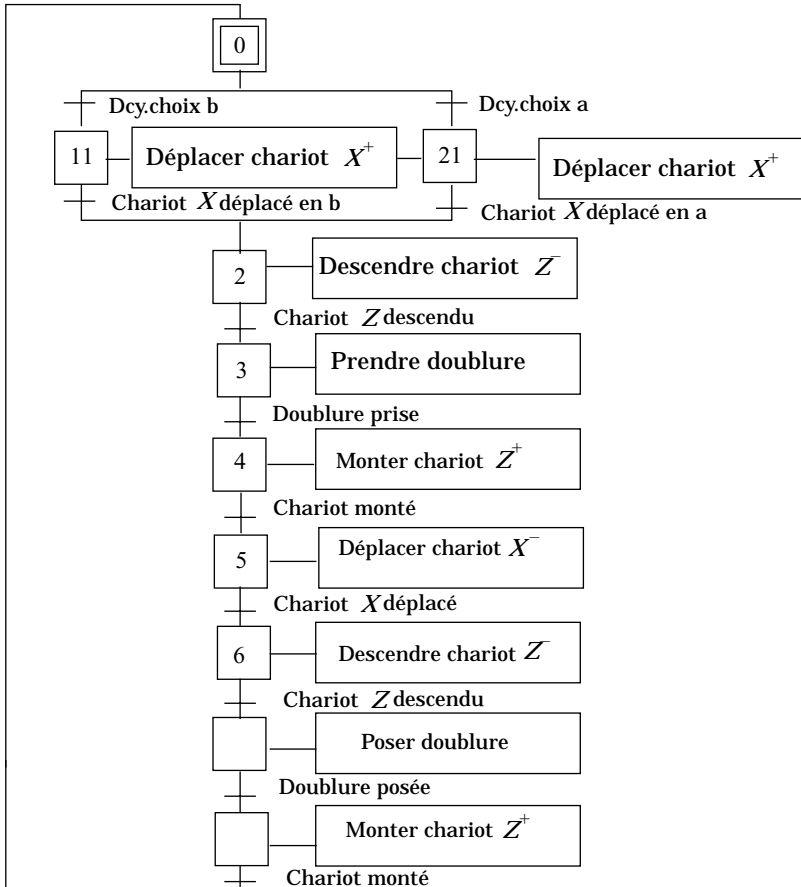 0
Dcy.choix b
Dcy.choix a
11
Déplacer chariot X⁺
21
Déplacer chariot X⁺
Chariot X déplacé en b
Chariot X déplacé en a
2
Descendre chariot Z⁻
Chariot Z descendu
3
Prendre doublure
Doublure prise
4
Monter chariot Z⁺
Chariot monté
5
Déplacer chariot X⁻
Chariot X déplacé
6
Descendre chariot Z⁻
Chariot Z descendu
Poser doublure
Doublure posée
Monter chariot Z⁺
Chariot monté